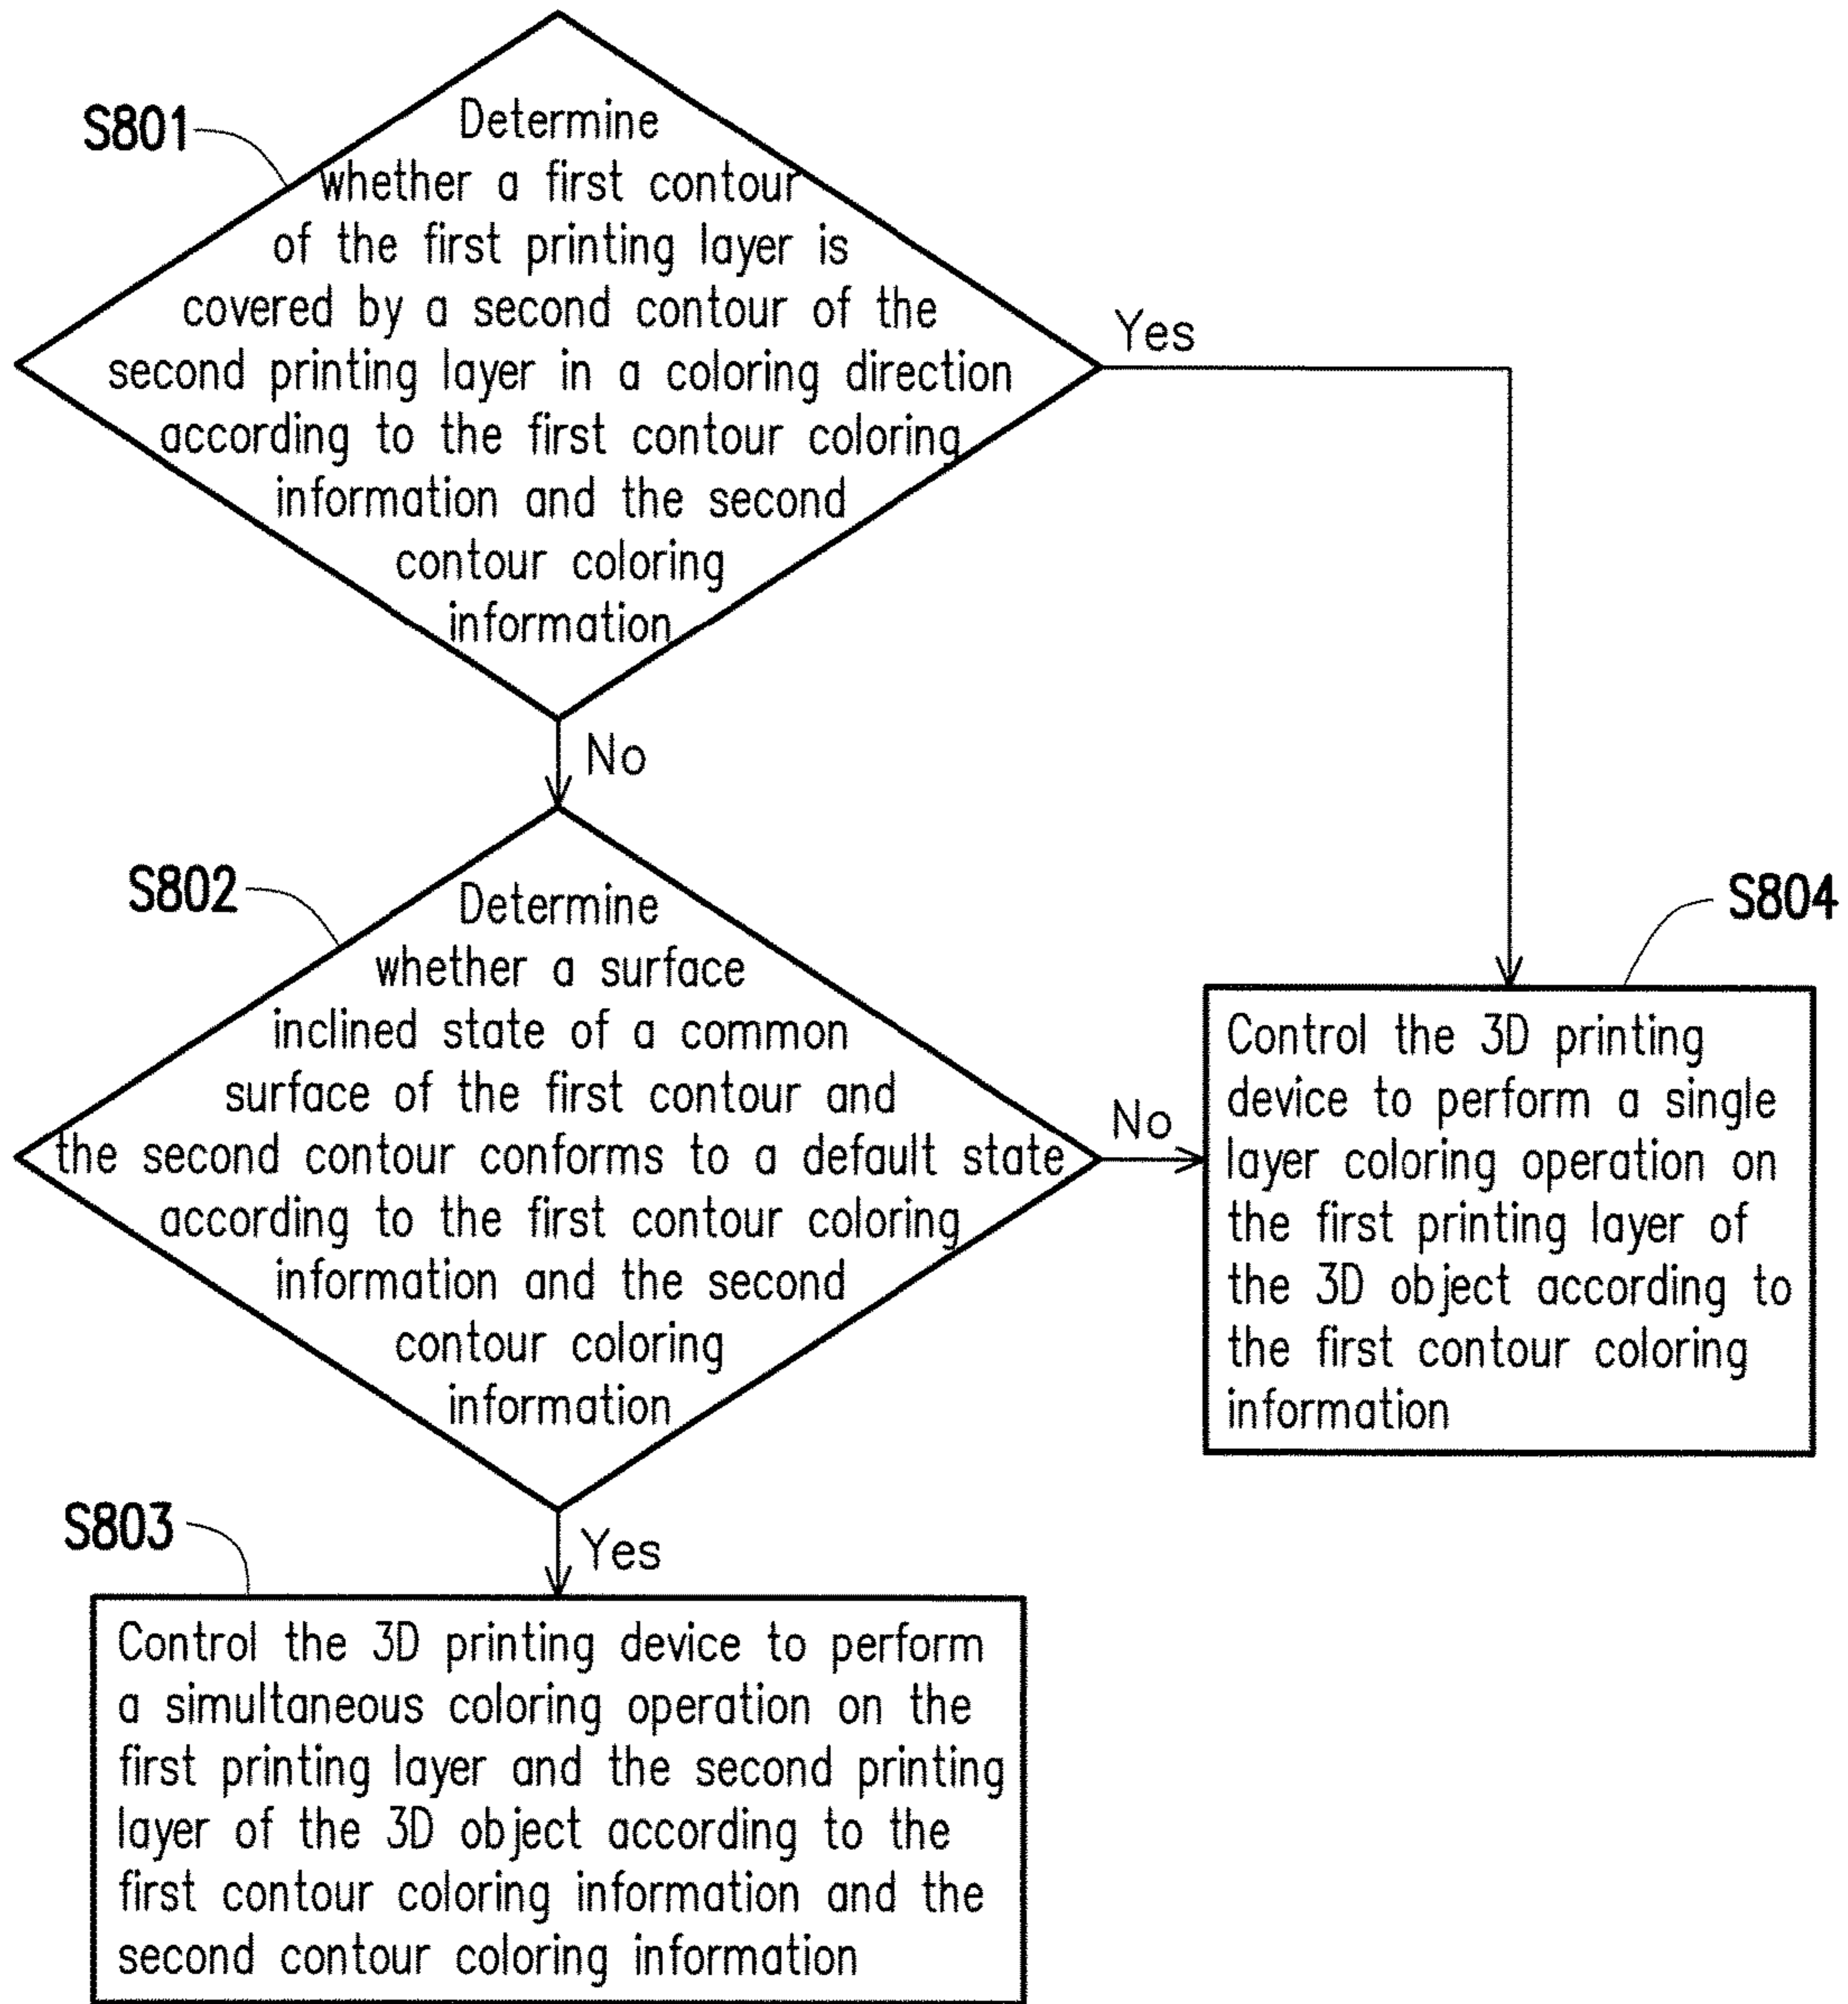 S801
Determine
whether a first contour
of the first printing layer is
covered by a second contour of the
second printing layer in a coloring direction
according to the first contour coloring
information and the second
contour coloring
information
Yes
No
S802
Determine
whether a surface
inclined state of a common
surface of the first contour and
the second contour conforms to a default state
according to the first contour coloring
information and the second
contour coloring
information
No
S804
Control the 3D printing
device to perform a single
layer coloring operation on
the first printing layer of
the 3D object according to
the first contour coloring
information
Yes
S803
Control the 3D printing device to perform
a simultaneous coloring operation on the
first printing layer and the second printing
layer of the 3D object according to the
first contour coloring information and the
second contour coloring information